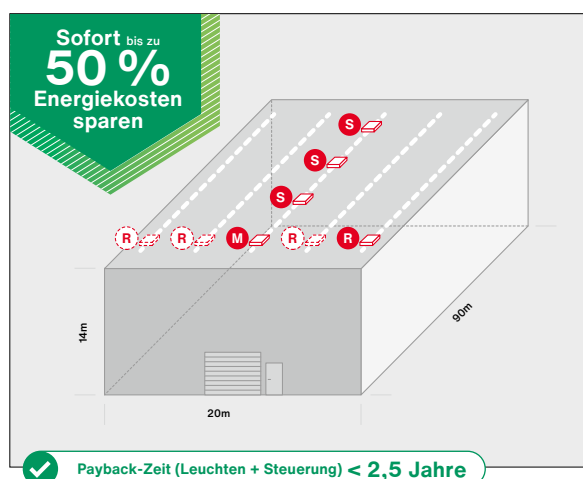 Sofort bis zu
50 %
Energiekosten
sparen
S
S
S
R R M R R
14m
90m
20m
Payback-Zeit (Leuchten + Steuerung) < 2,5 Jahre